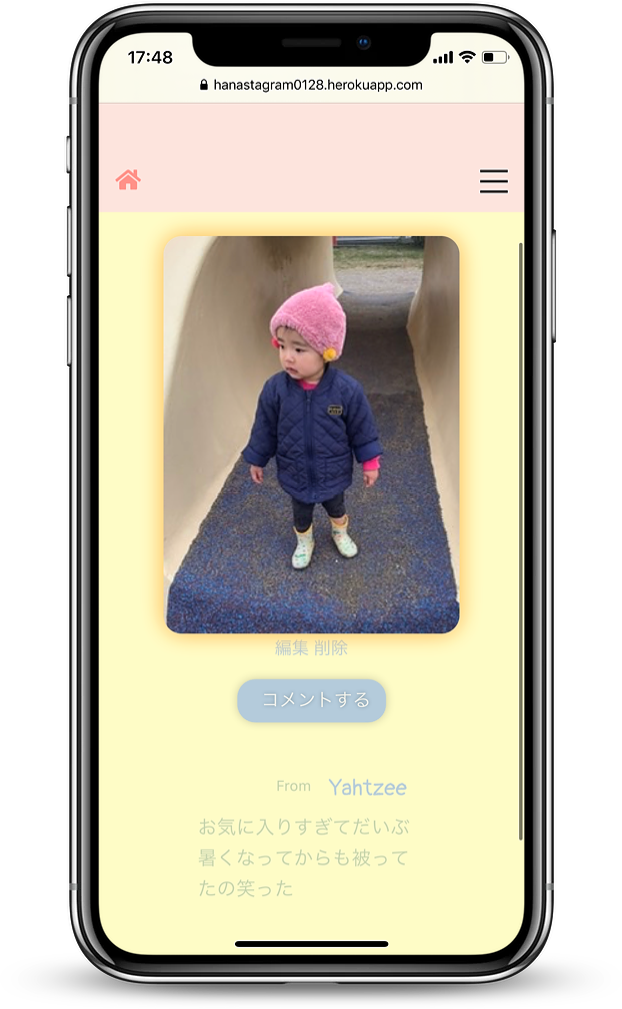 17:48
hanastagram0128.herokuapp.com
編集 削除
コメントする
From Yahtzee
お気に入りすぎてだいぶ
暑くなってからも被って
たの笑った